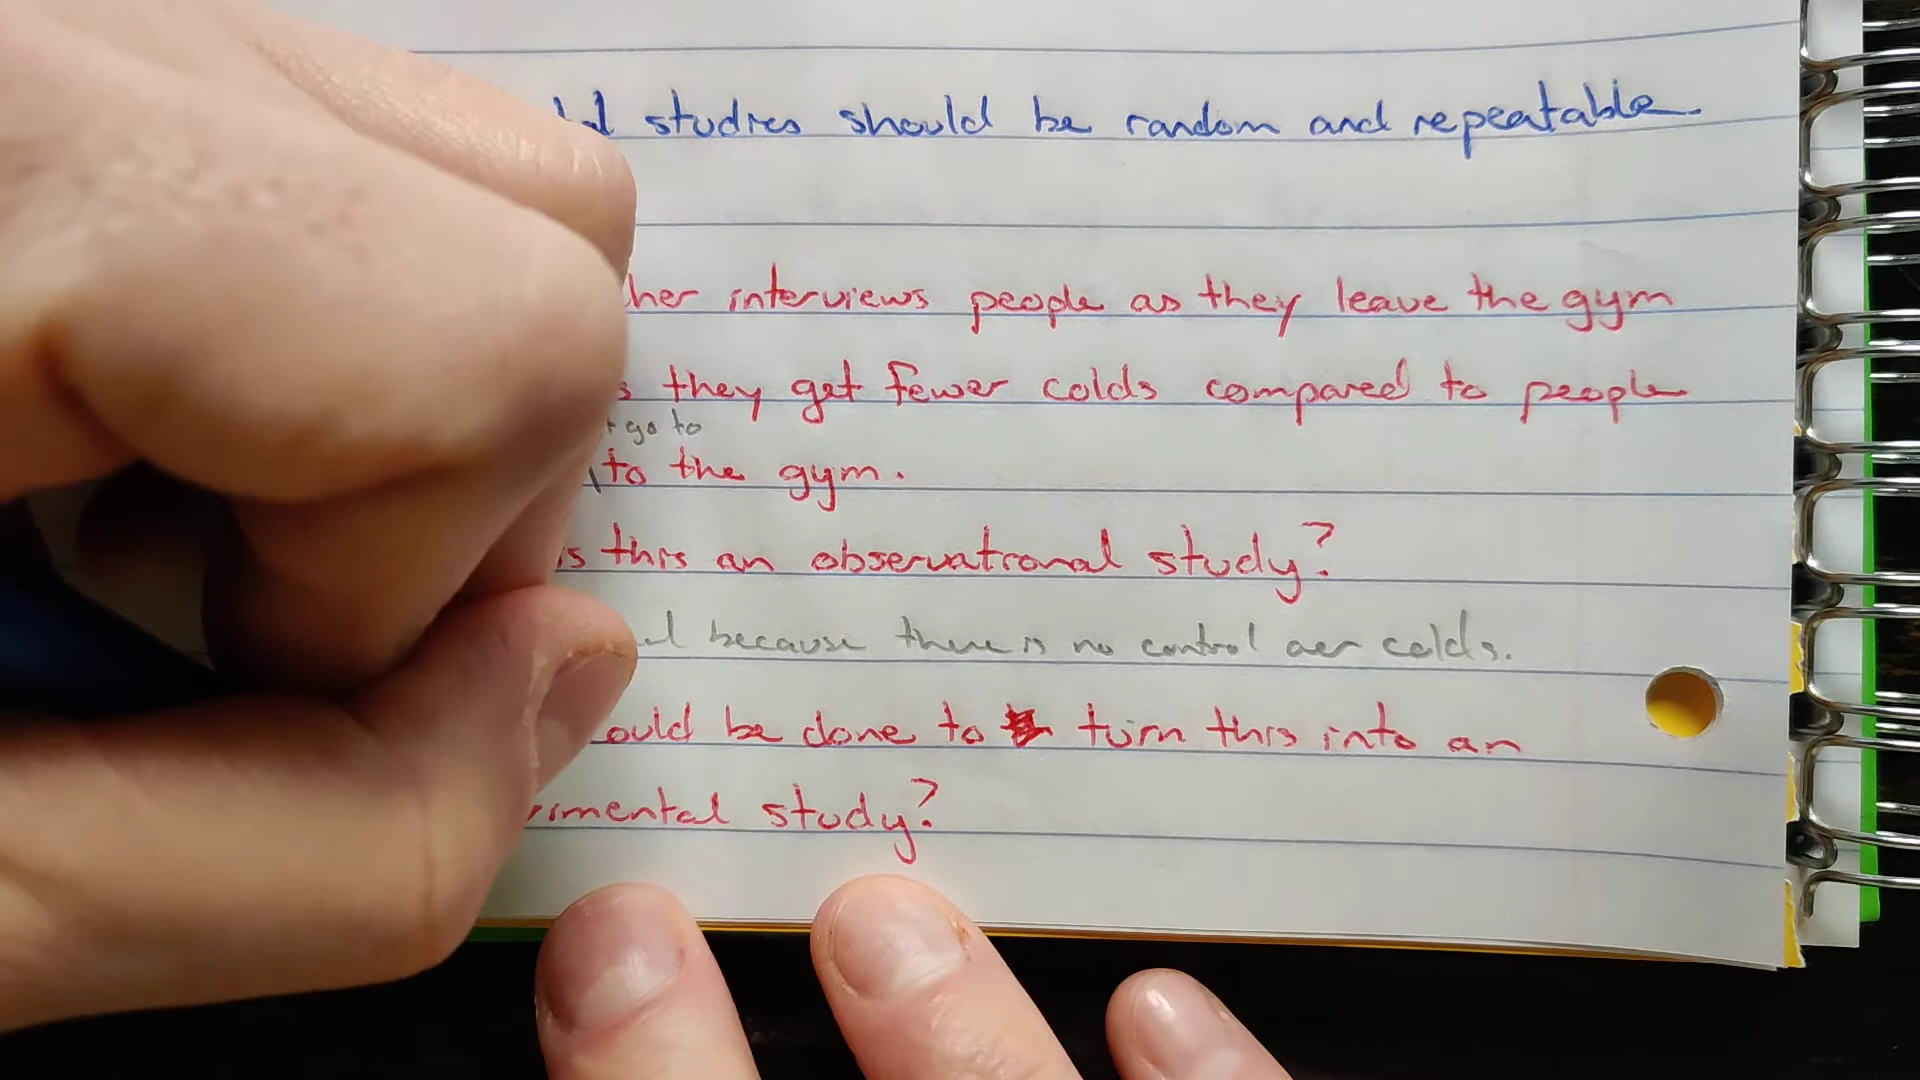 studies should be random and repeatable.
her interviews people as they leave the gym
s they get fewer colds compared to people
go to
to the gym.
is this an observational study?
because there is no control over colds.
ould be done to turn this into an
imental study?